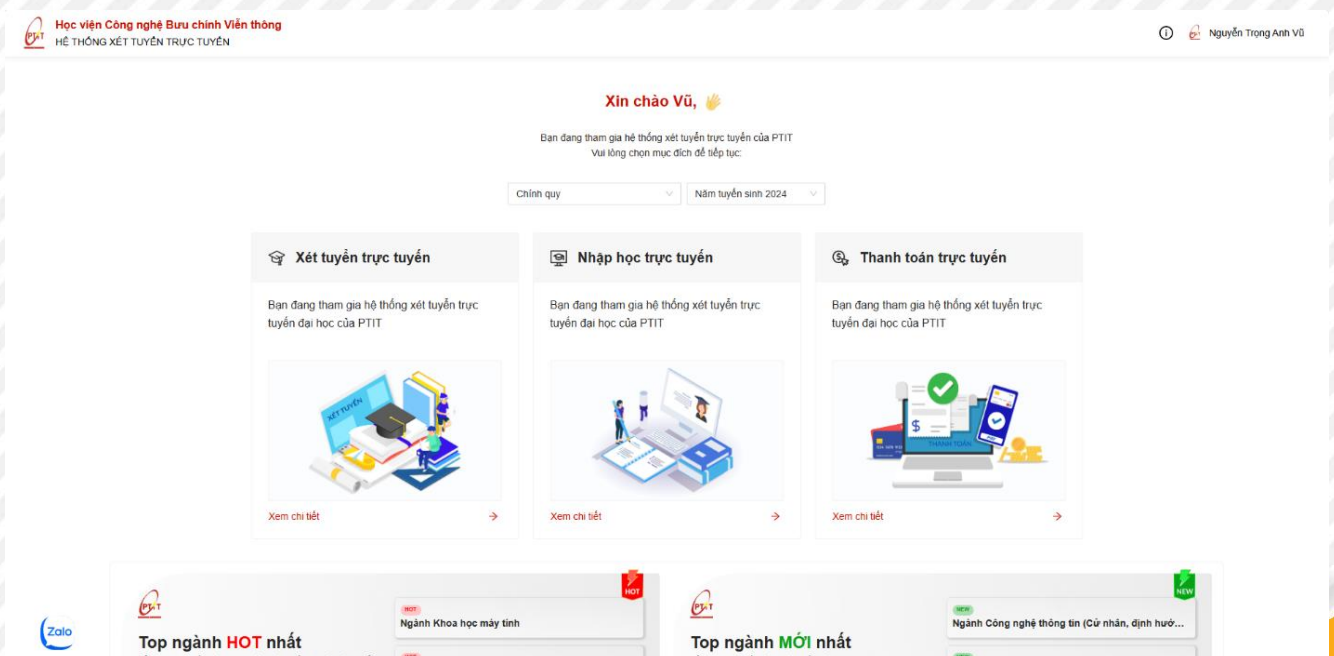 PTIT
Học viện Công nghệ Bưu chính Viễn thông
HỆ THỐNG XÉT TUYỂN TRỰC TUYẾN
Nguyễn Trọng Anh Vũ
Xin chào Vũ, 👋
Bạn đang tham gia hệ thống xét tuyển trực tuyến của PTIT
Vui lòng chọn mục đích để tiếp tục:
Chính quy
Năm tuyển sinh 2024
Xét tuyển trực tuyến
Bạn đang tham gia hệ thống xét tuyển trực
tuyến đại học của PTIT
XÉT TUYỂN
Xem chi tiết
Nhập học trực tuyến
Bạn đang tham gia hệ thống xét tuyển trực
tuyến đại học của PTIT
Xem chi tiết
Thanh toán trực tuyến
Bạn đang tham gia hệ thống xét tuyển trực
tuyến đại học của PTIT
$
THANH TOÁN
Xem chi tiết
Zalo
PTIT
Top ngành HOT nhất
HOT
HOT
Ngành Khoa học máy tính
PTIT
Top ngành MỚI nhất
NEW
NEW
Ngành Công nghệ thông tin (Cử nhân, định hướ...